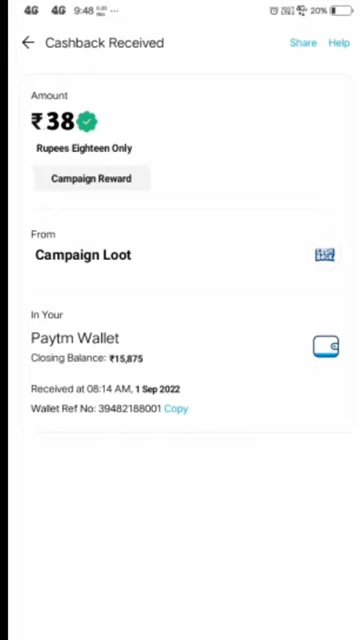 4G 4G 9:48
20%
Cashback Received Share Help
Amount
₹38
Rupees Eighteen Only
Campaign Reward
From
Campaign Loot
In Your
Paytm Wallet
Closing Balance: ₹15,875
Received at 08:14 AM, 1 Sep 2022
Wallet Ref No: 39482188001 Copy